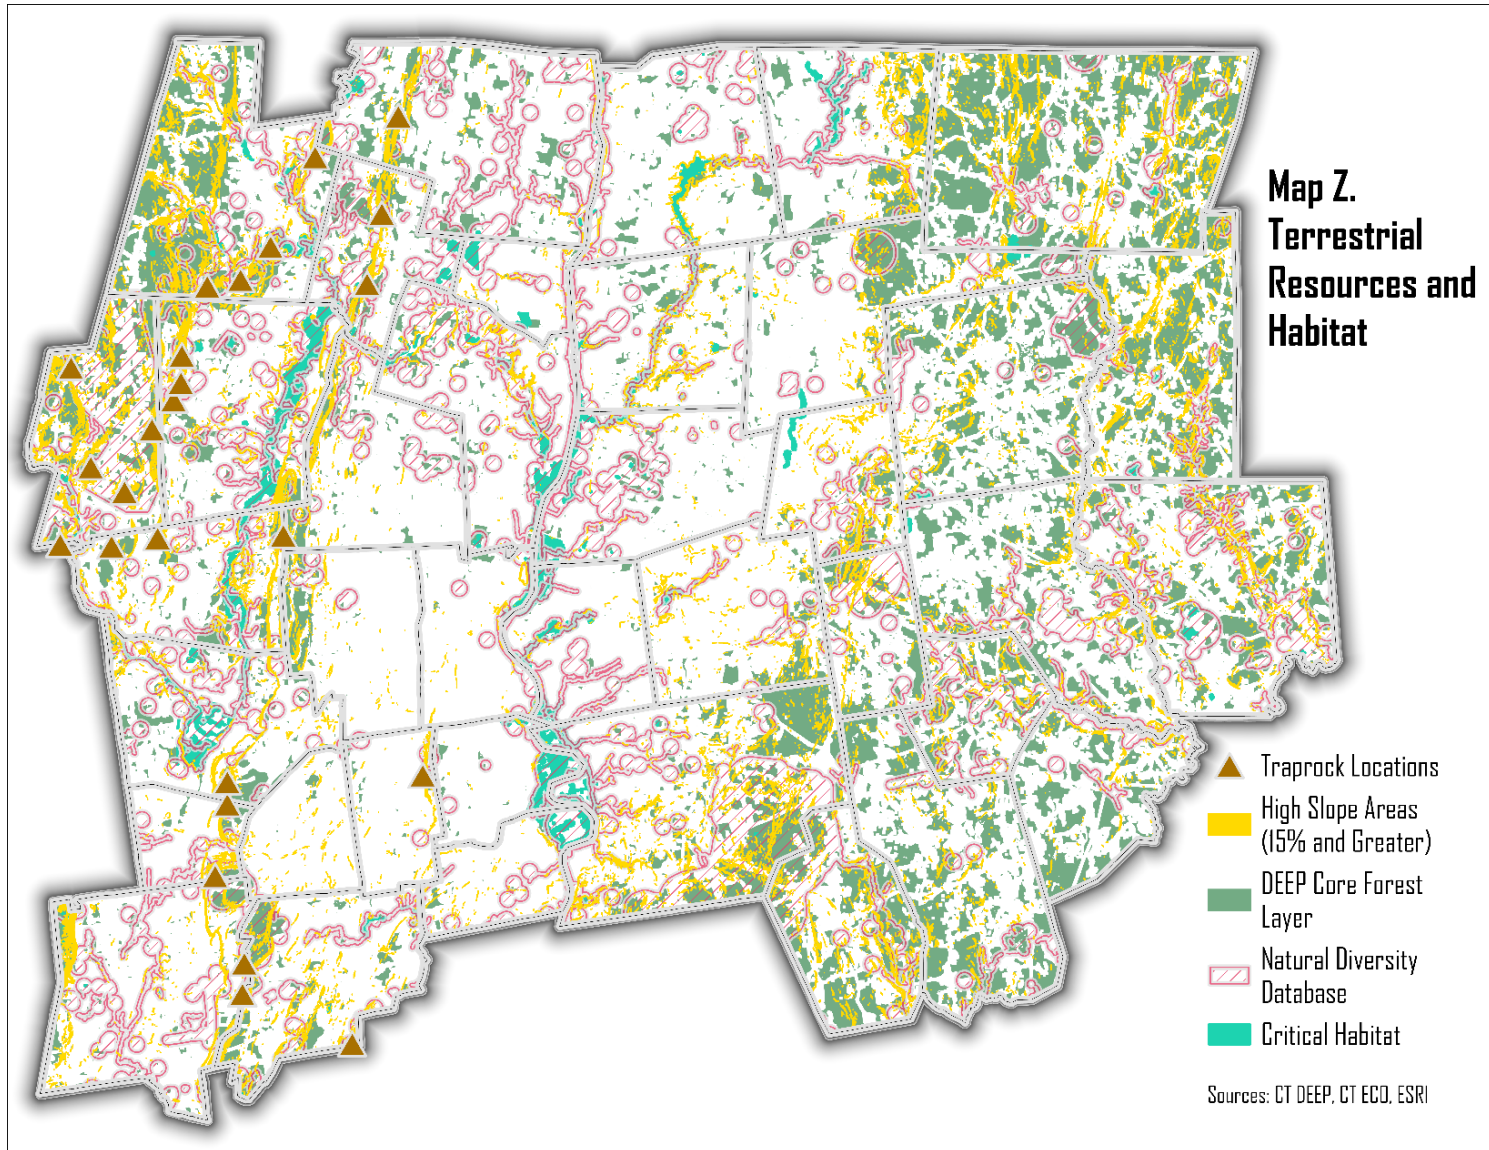 Map Z.
Terrestrial
Resources and
Habitat
Traprock Locations
High Slope Areas
(15% and Greater)
DEEP Core Forest
Layer
Natural Diversity
Database
Critical Habitat
Sources: CT DEEP, CT ECO, ESRI